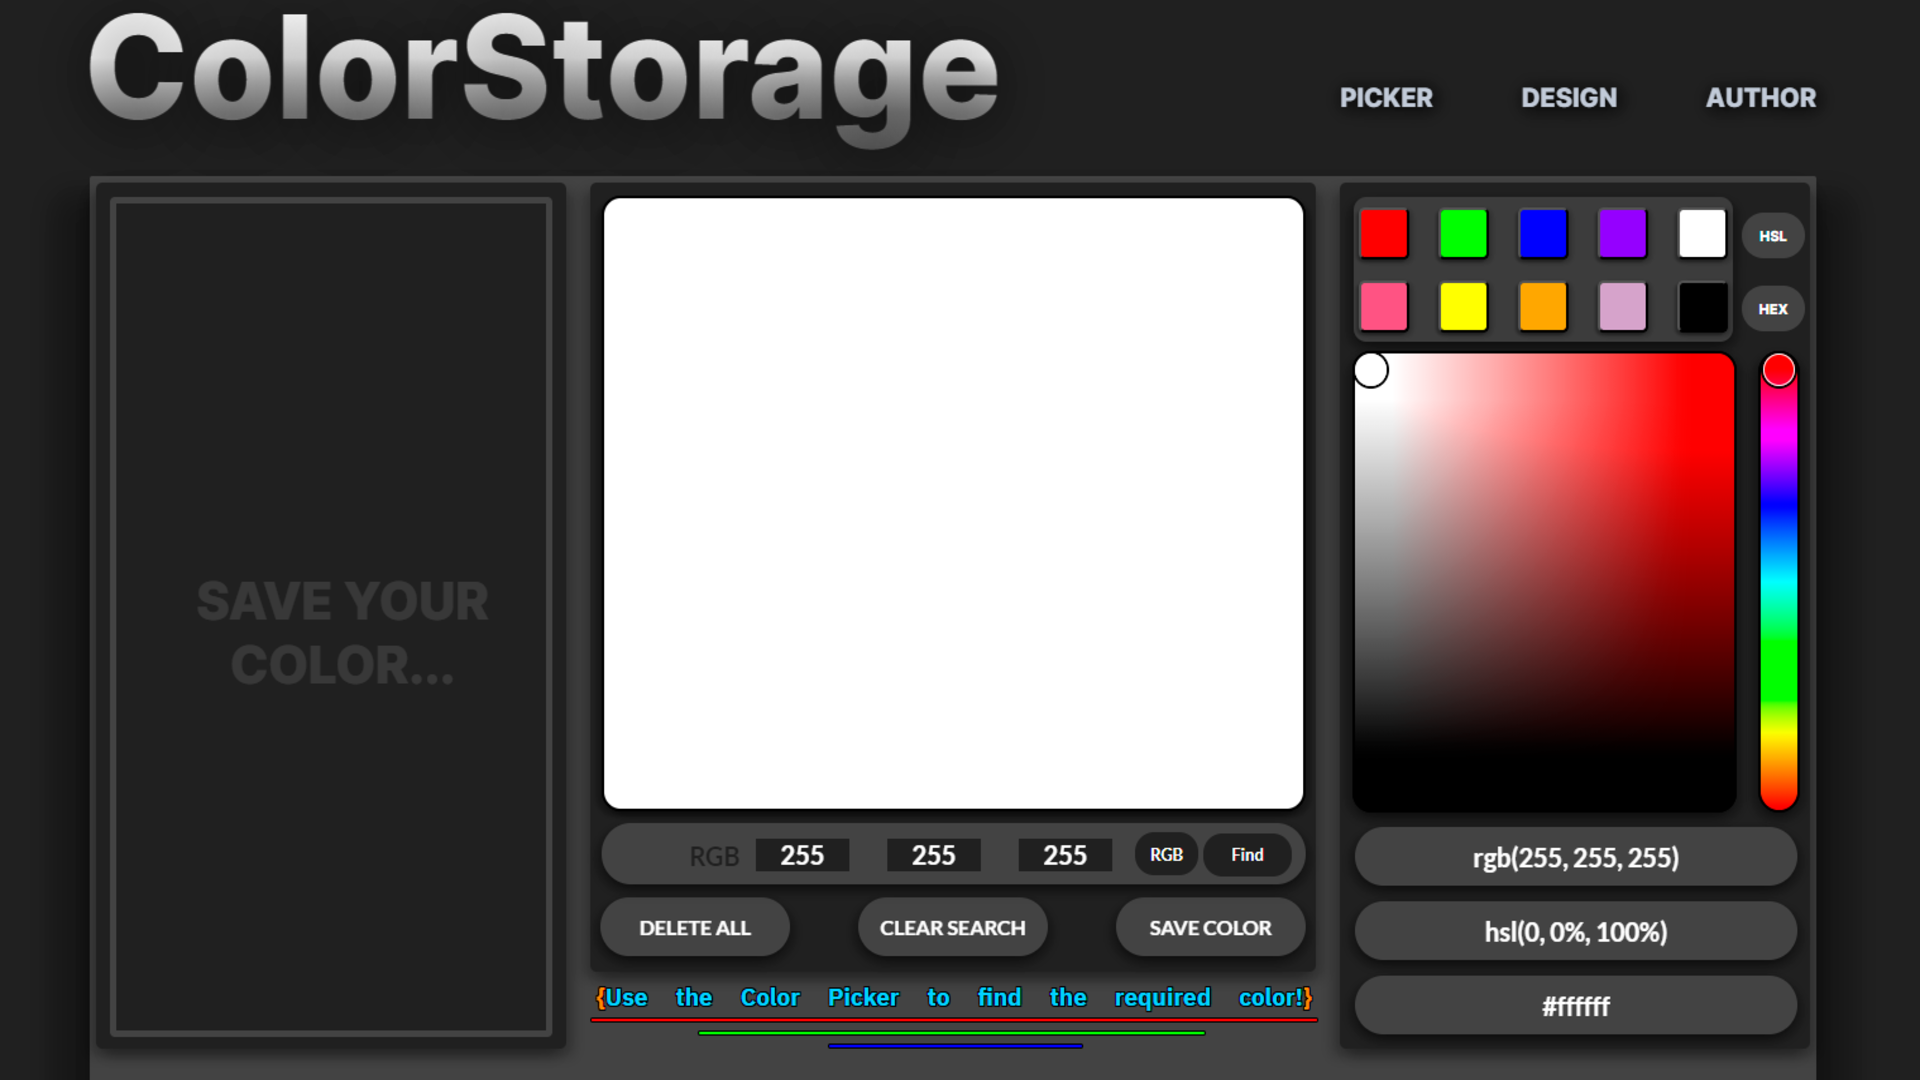 ColorStorage
PICKER DESIGN AUTHOR
SAVE YOUR
COLOR...
RGB 255 255 255 RGB Find
DELETE ALL CLEAR SEARCH SAVE COLOR
{Use the Color Picker to find the required color!}
HSL
HEX
rgb(255, 255, 255)
hsl(0, 0%, 100%)
#ffffff